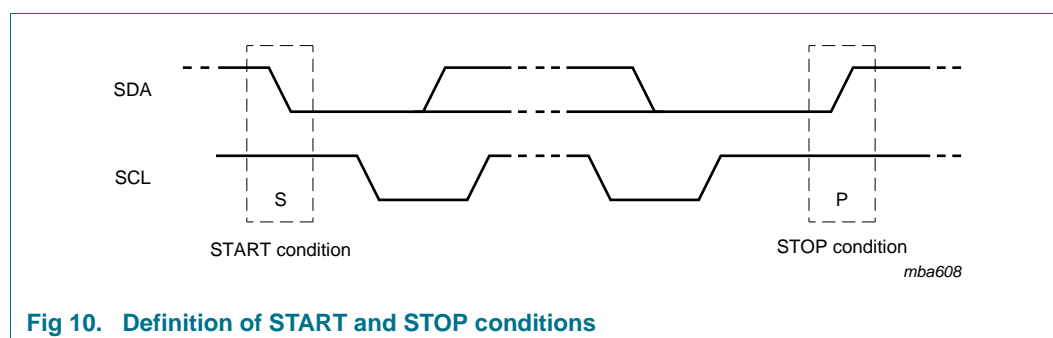 SDA
SCL
S
P
START condition
STOP condition
mba608
Fig 10. Definition of START and STOP conditions